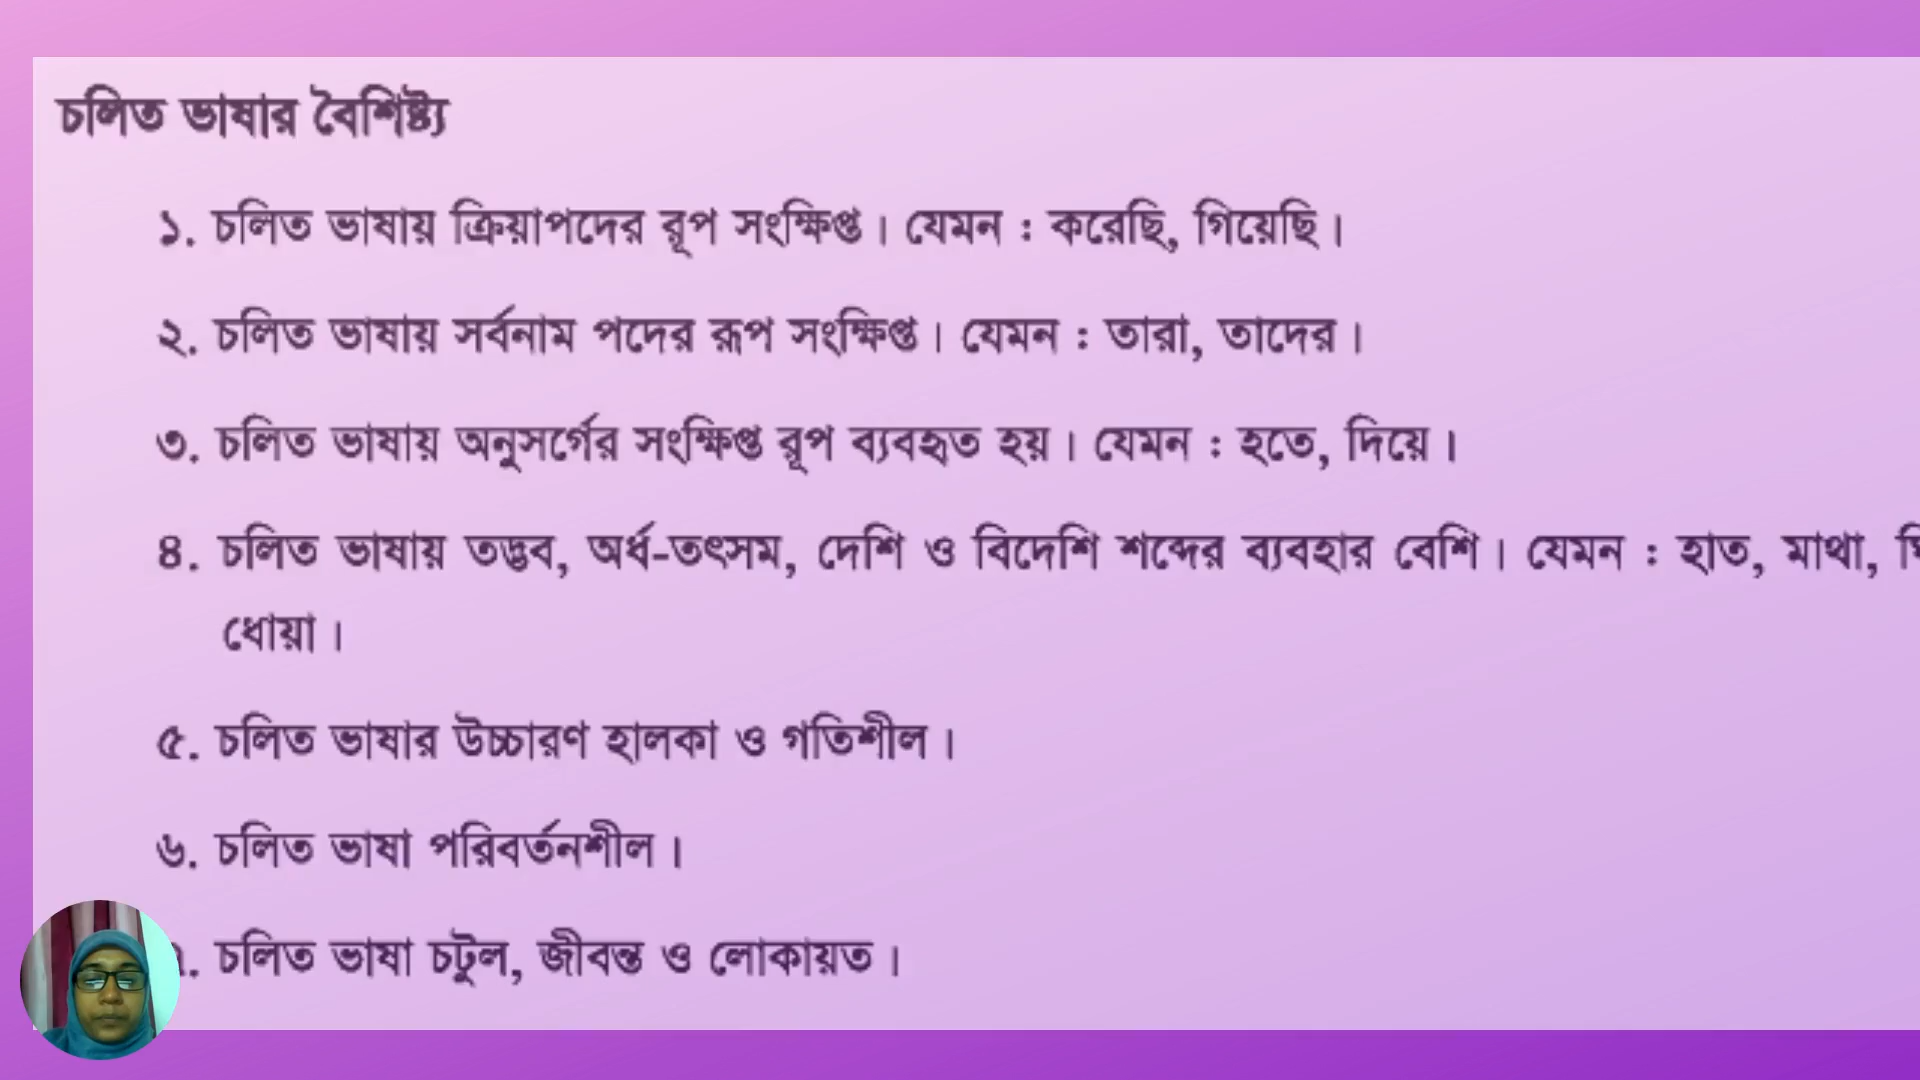 চলিত ভাষার বৈশিষ্ট্য
১. চলিত ভাষায় ক্রিয়াপদের রূপ সংক্ষিপ্ত। যেমন : করেছি, গিয়েছি।
২. চলিত ভাষায় সর্বনাম পদের রূপ সংক্ষিপ্ত। যেমন : তারা, তাদের।
৩. চলিত ভাষায় অনুসর্গের সংক্ষিপ্ত রূপ ব্যবহৃত হয়। যেমন : হতে, দিয়ে।
৪. চলিত ভাষায় তদ্ভব, অর্ধ-তৎসম, দেশি ও বিদেশি শব্দের ব্যবহার বেশি। যেমন : হাত, মাথা,
ধোয়া।
৫. চলিত ভাষার উচ্চারণ হালকা ও গতিশীল।
৬. চলিত ভাষা পরিবর্তনশীল।
চলিত ভাষা চটুল, জীবন্ত ও লোকায়ত।